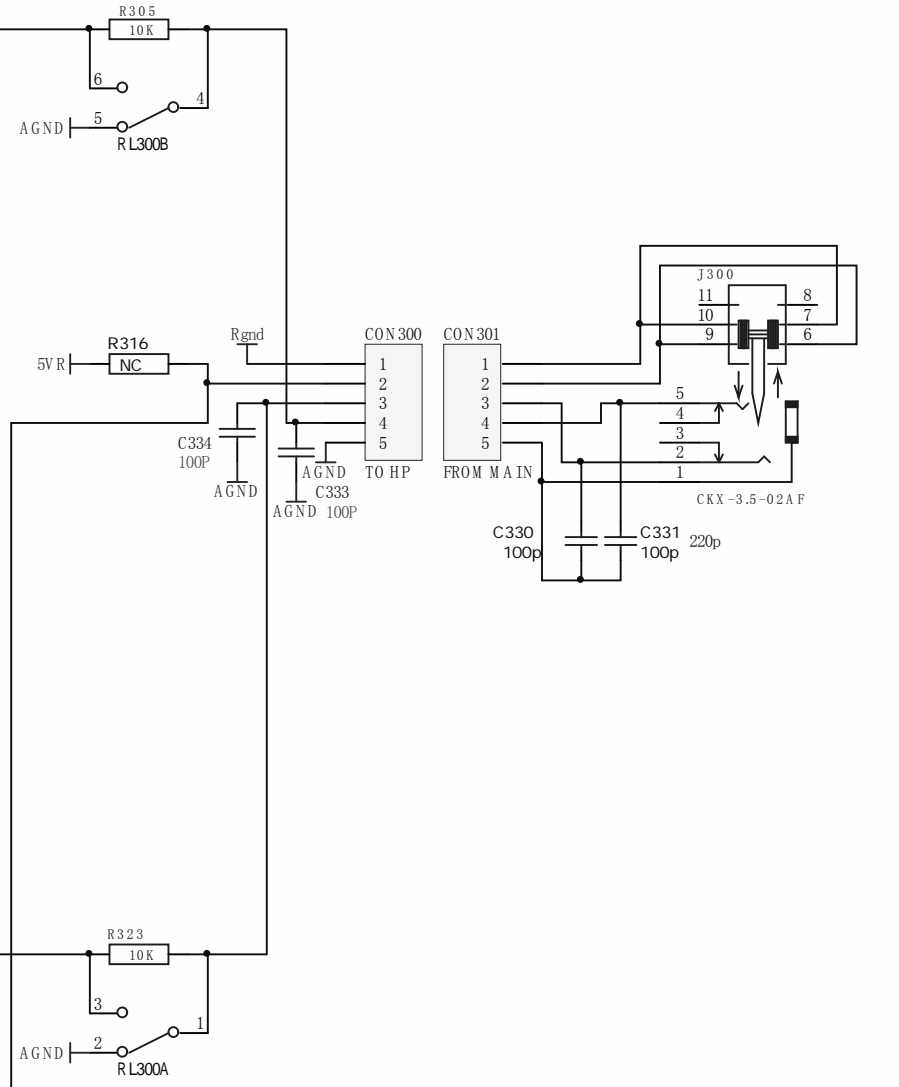 R305
10K
6
4
AGND
5
RL300B
J300
11
8
10
7
9
6
R316
NC
5VR
Rgnd
CON300
CON301
1
1
2
2
3
3
4
4
5
5
5
4
3
2
1
C334
100P
AGND
AGND
C333
AGND
100P
TO HP
FROM MAIN
CKX-3.5-02AF
C330
100p
C331
100p
220p
R323
10K
3
1
AGND
2
RL300A